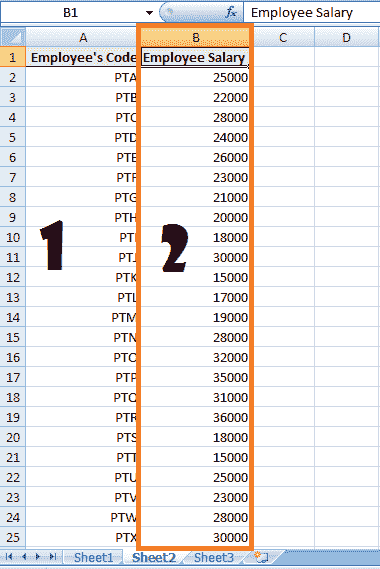 B1 fx Employee Salary
A B C D
1 Employee's Code Employee Salary
2 PTA 25000
3 PTB 22000
4 PTC 28000
5 PTD 24000
6 PTE 26000
7 PTF 23000
8 PTG 21000
9 PTH 20000
10 PTI 18000
11 PTJ 30000
12 PTK 15000
13 PTL 17000
14 PTM 19000
15 PTN 28000
16 PTO 32000
17 PTP 35000
18 PTQ 31000
19 PTR 36000
20 PTS 18000
21 PTT 15000
22 PTU 25000
23 PTV 23000
24 PTW 28000
25 PTX 30000
1 2
Sheet1 Sheet2 Sheet3